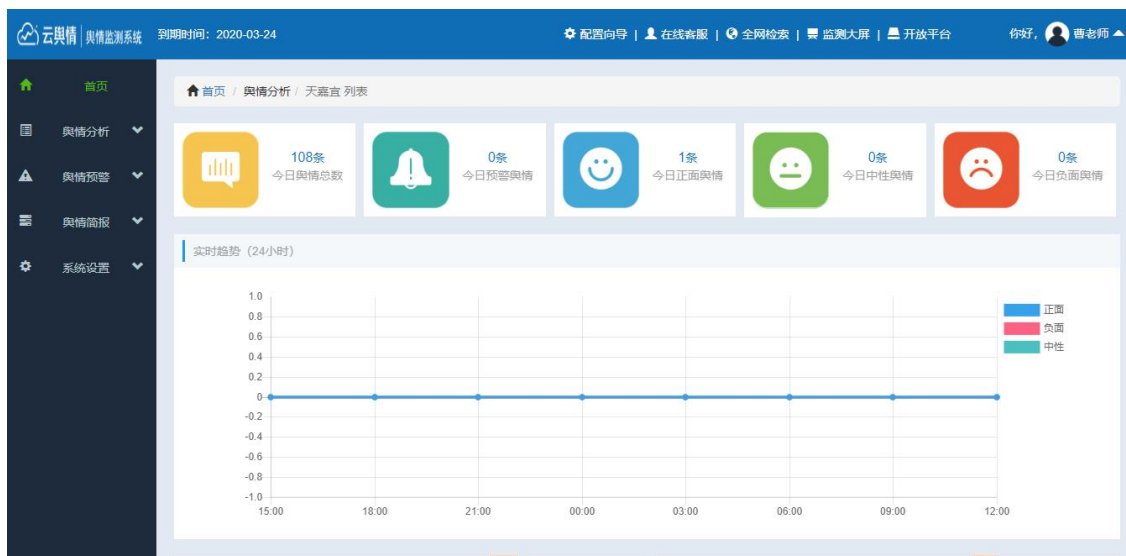 云舆情 舆情监测系统 到期时间：2020-03-24 配置向导 | 在线客服 | 全网检索 | 监测大屏 | 开放平台 你好， 曹老师
首页
舆情分析
舆情预警
舆情简报
系统设置
首页 / 舆情分析 / 天嘉宜 列表
108条
今日舆情总数
0条
今日预警舆情
1条
今日正面舆情
0条
今日中性舆情
0条
今日负面舆情
实时趋势（24小时）
1.0
0.8
0.6
0.4
0.2
0
-0.2
-0.4
-0.6
-0.8
-1.0
15:00 18:00 21:00 00:00 03:00 06:00 09:00 12:00
正面
负面
中性